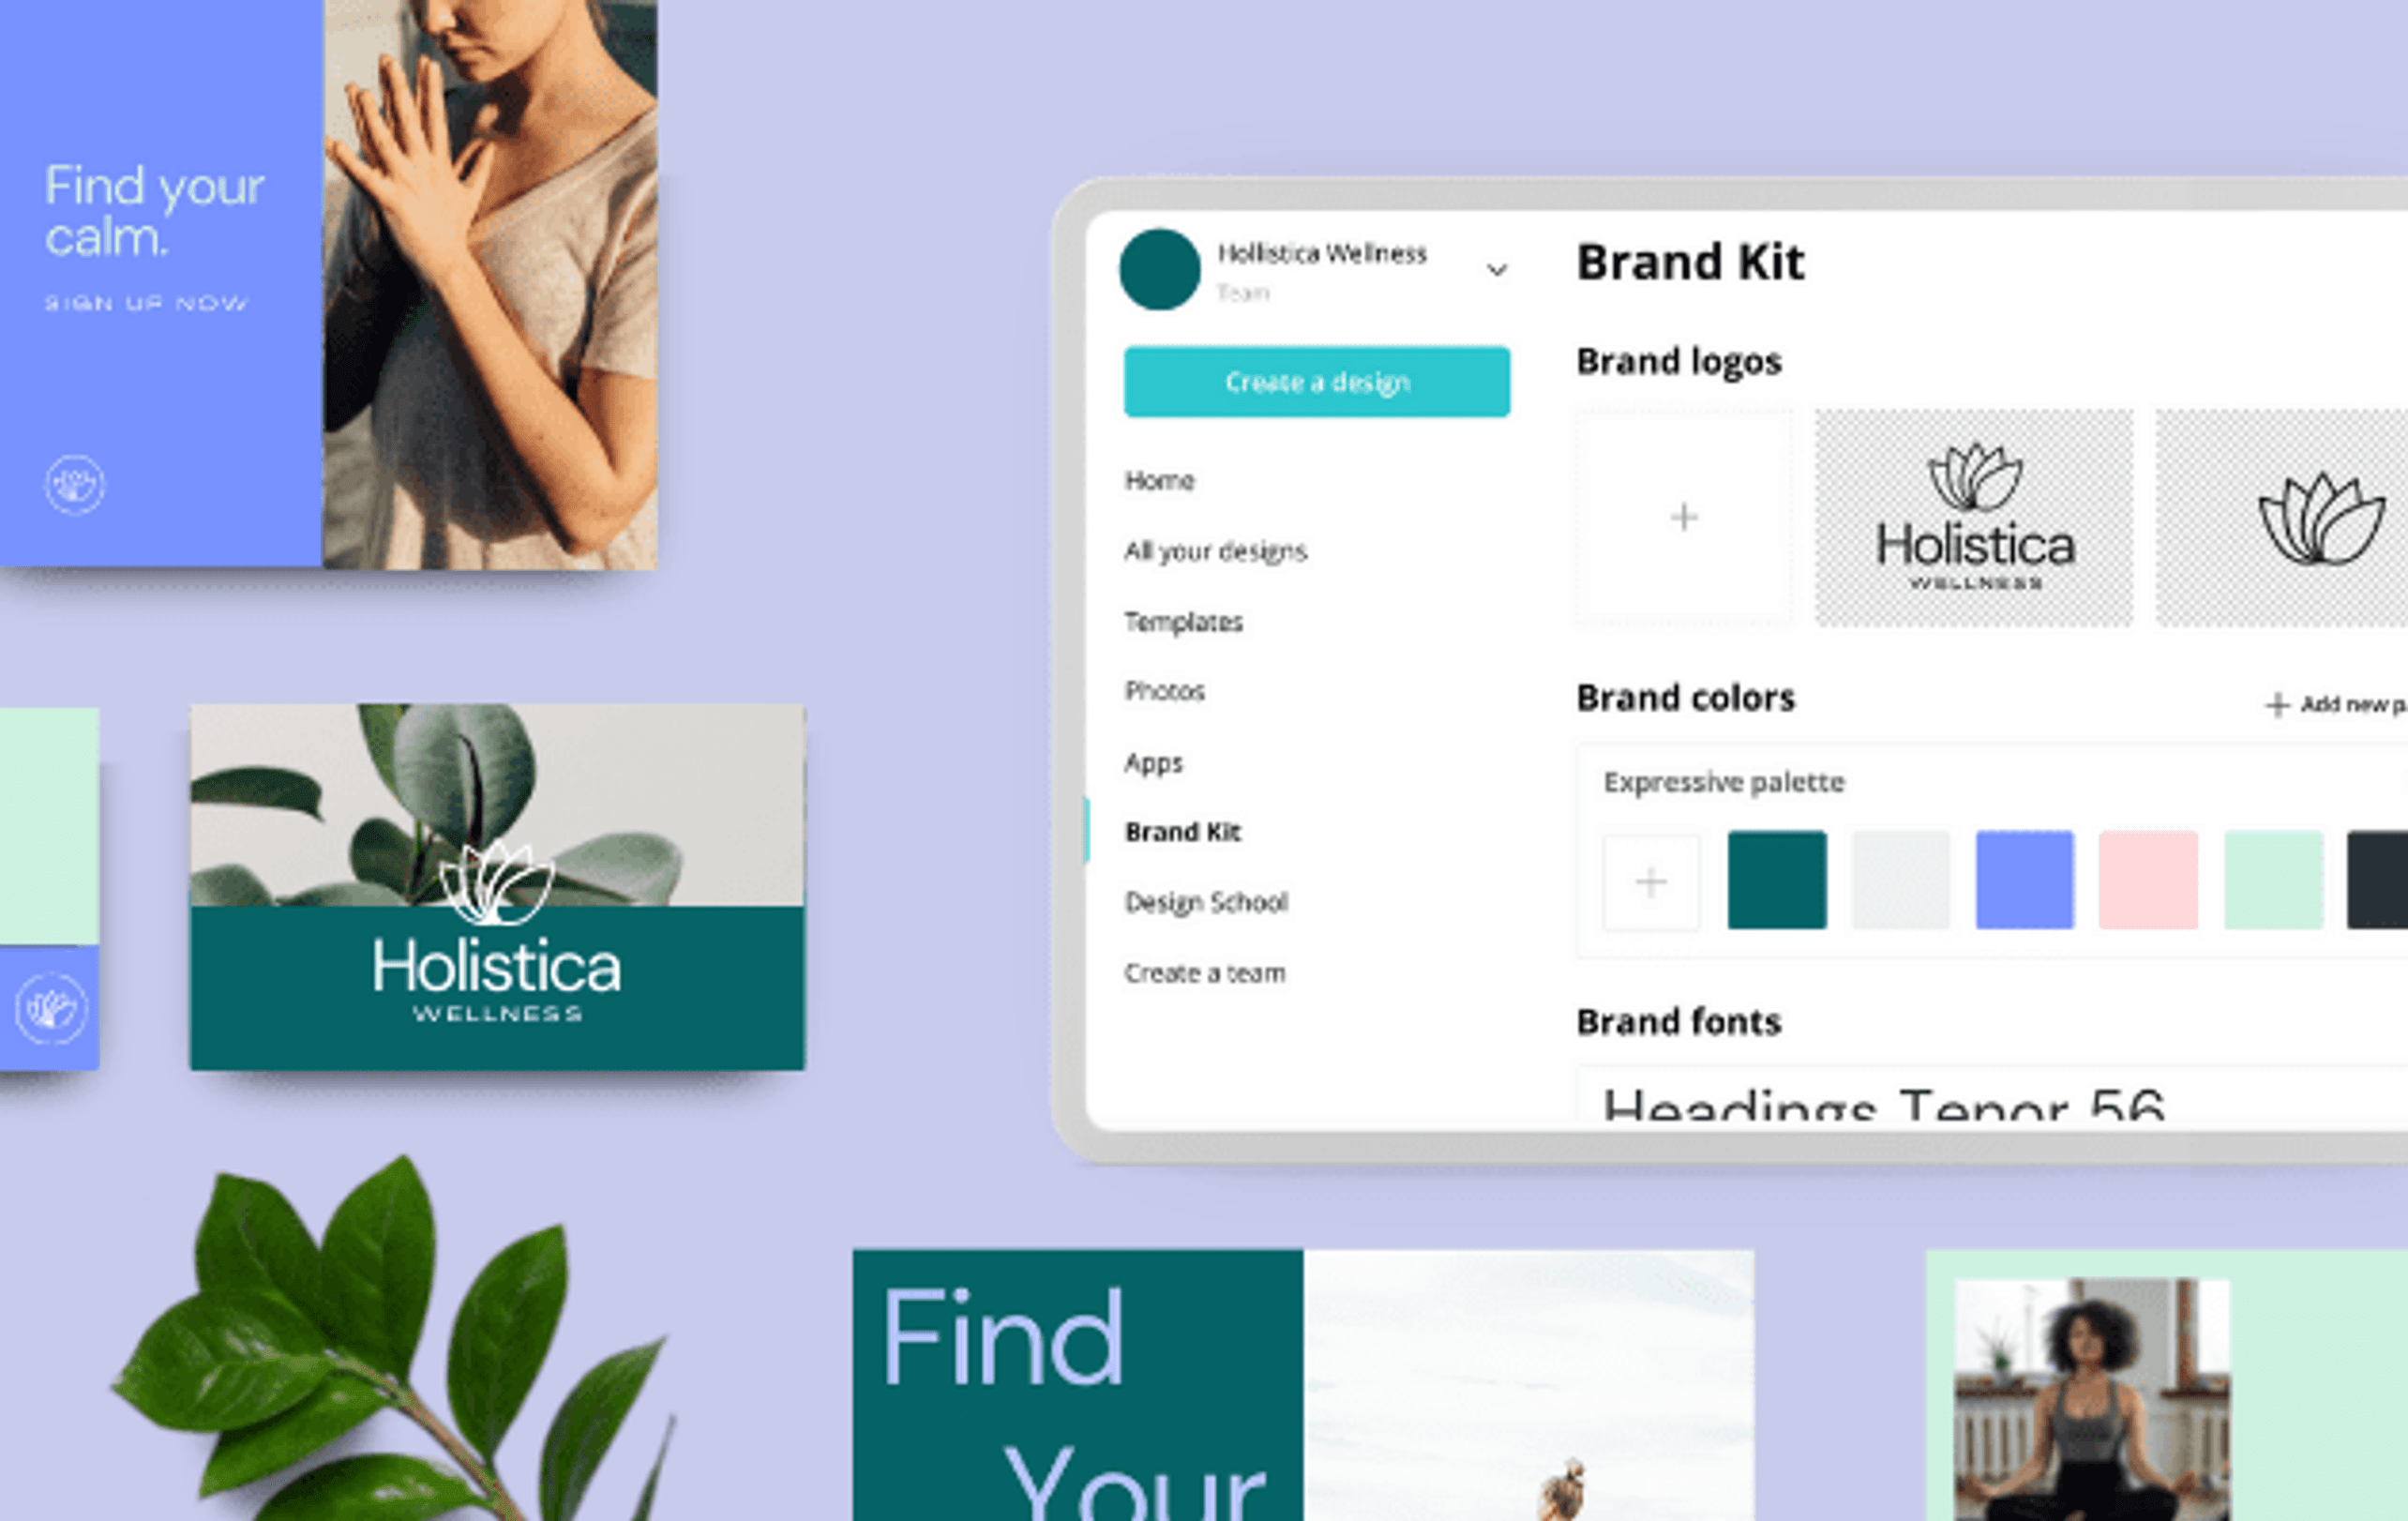 Find your
calm.
SIGN UP NOW
Hollistica Wellness
Team
Create a design
Home
All your designs
Templates
Photos
Apps
Brand Kit
Design School
Create a team
Brand Kit
Brand logos
Holistica
WELLNESS
Brand colors
Add new p
Expressive palette
Brand fonts
Headings Tenor 56
Holistica
WELLNESS
Find
Your